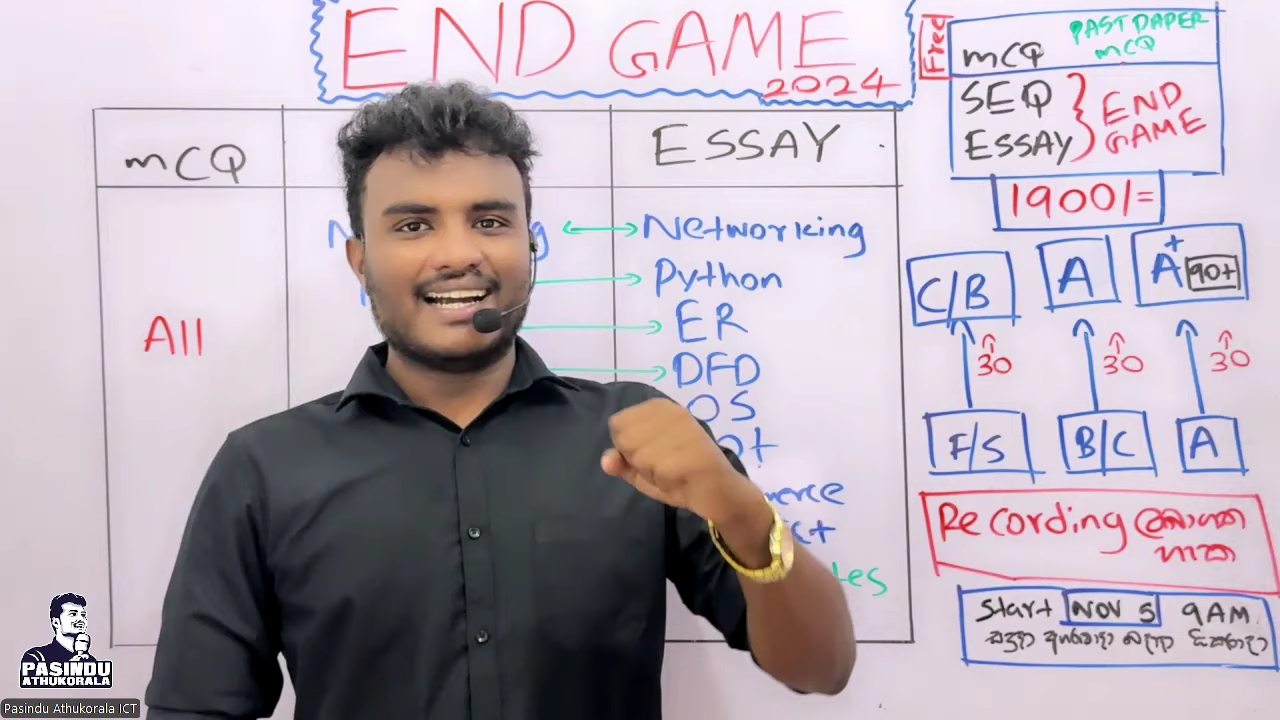 END GAME
2024
Free
mCQ
PAST PAPER
MCQ
SEQ
ESSAY
END
GAME
1900/=
mCQ
ESSAY
All
Networking
Python
ER
DFD
OS
C/B
A
A+
90+
30
30
30
F/S
B/C
A
Recording
Start NOV 5 9AM
PASINDU
ATHUKORALA
Pasindu Athukorala ICT